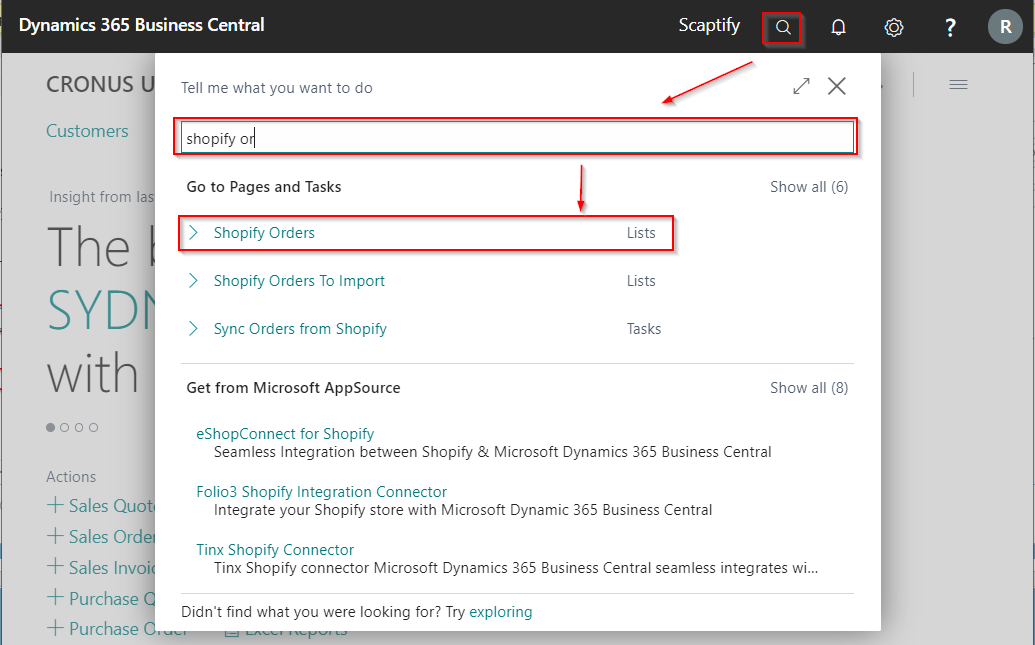 Dynamics 365 Business Central
Scaptify
?
R
CRONUS U
Customers
Insight from las
The b
SYDN
with
Actions
Sales Quot
Sales Order
Sales Invoic
Purchase Q
Purchase Order
Excel Reports
Tell me what you want to do
shopify or
Go to Pages and Tasks Show all (6)
Shopify Orders Lists
Shopify Orders To Import Lists
Sync Orders from Shopify Tasks
Get from Microsoft AppSource Show all (8)
eShopConnect for Shopify
Seamless Integration between Shopify & Microsoft Dynamics 365 Business Central
Folio3 Shopify Integration Connector
Integrate your Shopify store with Microsoft Dynamic 365 Business Central
Tinx Shopify Connector
Tinx Shopify connector Microsoft Dynamics 365 Business Central seamless integrates wi...
Didn't find what you were looking for? Try exploring